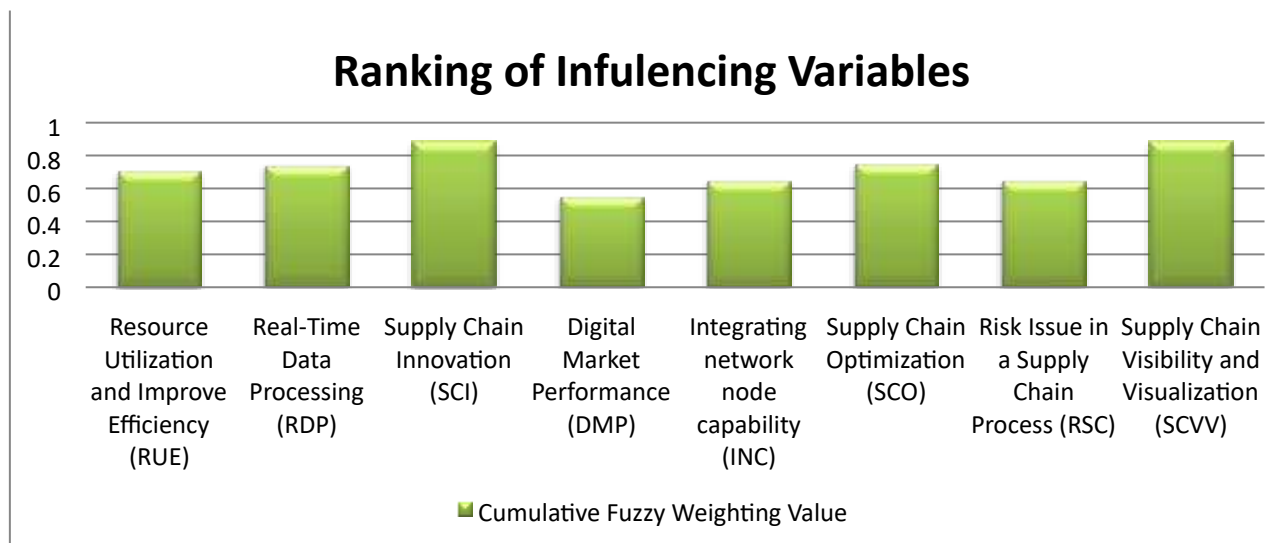 Ranking of Infulencing Variables
1
0.8
0.6
0.4
0.2
0
Resource
Utilization
and Improve
Efficiency
(RUE)
Real-Time
Data
Processing
(RDP)
Supply Chain
Innovation
(SCI)
Digital
Market
Performance
(DMP)
Integrating
network
node
capability
(INC)
Supply Chain
Optimization
(SCO)
Risk Issue in
a Supply
Chain
Process (RSC)
Supply Chain
Visibility and
Visualization
(SCVV)
Cumulative Fuzzy Weighting Value